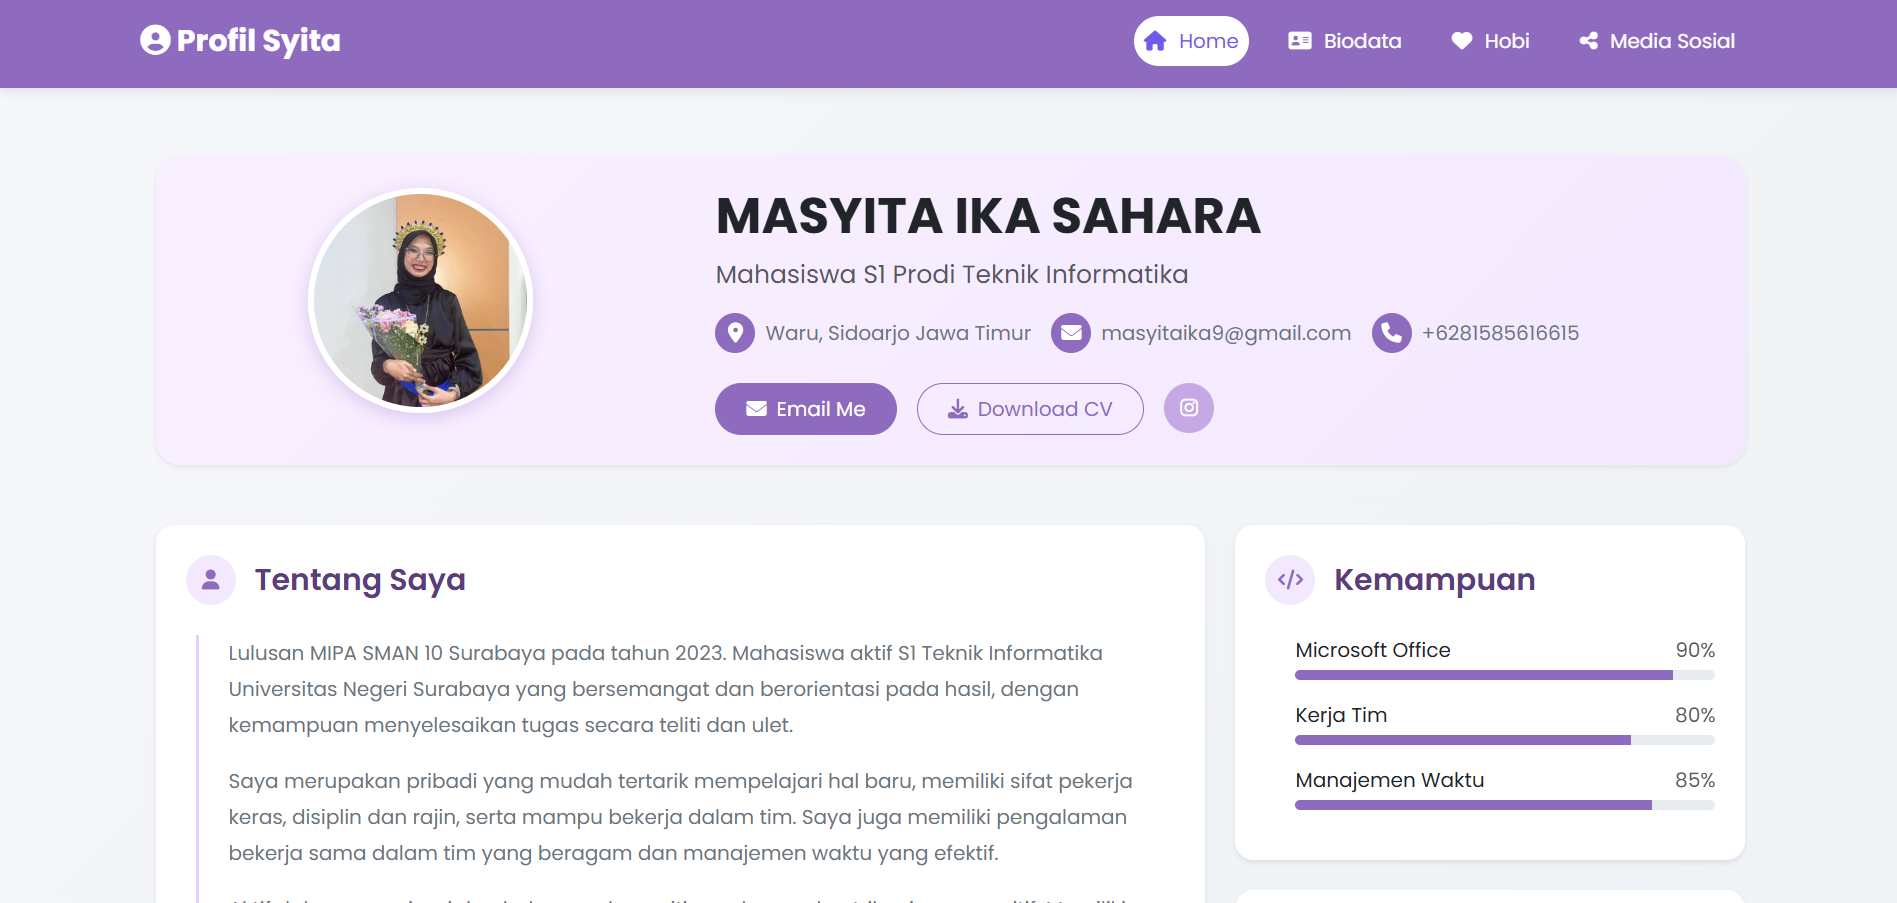 Profil Syita
Home
Biodata
Hobi
Media Sosial
MASYITA IKA SAHARA
Mahasiswa S1 Prodi Teknik Informatika
Waru, Sidoarjo Jawa Timur
masyitaika9@gmail.com
+6281585616615
Email Me
Download CV
Tentang Saya
Lulusan MIPA SMAN 10 Surabaya pada tahun 2023. Mahasiswa aktif S1 Teknik Informatika
Universitas Negeri Surabaya yang bersemangat dan berorientasi pada hasil, dengan
kemampuan menyelesaikan tugas secara teliti dan ulet.
Saya merupakan pribadi yang mudah tertarik mempelajari hal baru, memiliki sifat pekerja
keras, disiplin dan rajin, serta mampu bekerja dalam tim. Saya juga memiliki pengalaman
bekerja sama dalam tim yang beragam dan manajemen waktu yang efektif.
Kemampuan
Microsoft Office 90%
Kerja Tim 80%
Manajemen Waktu 85%